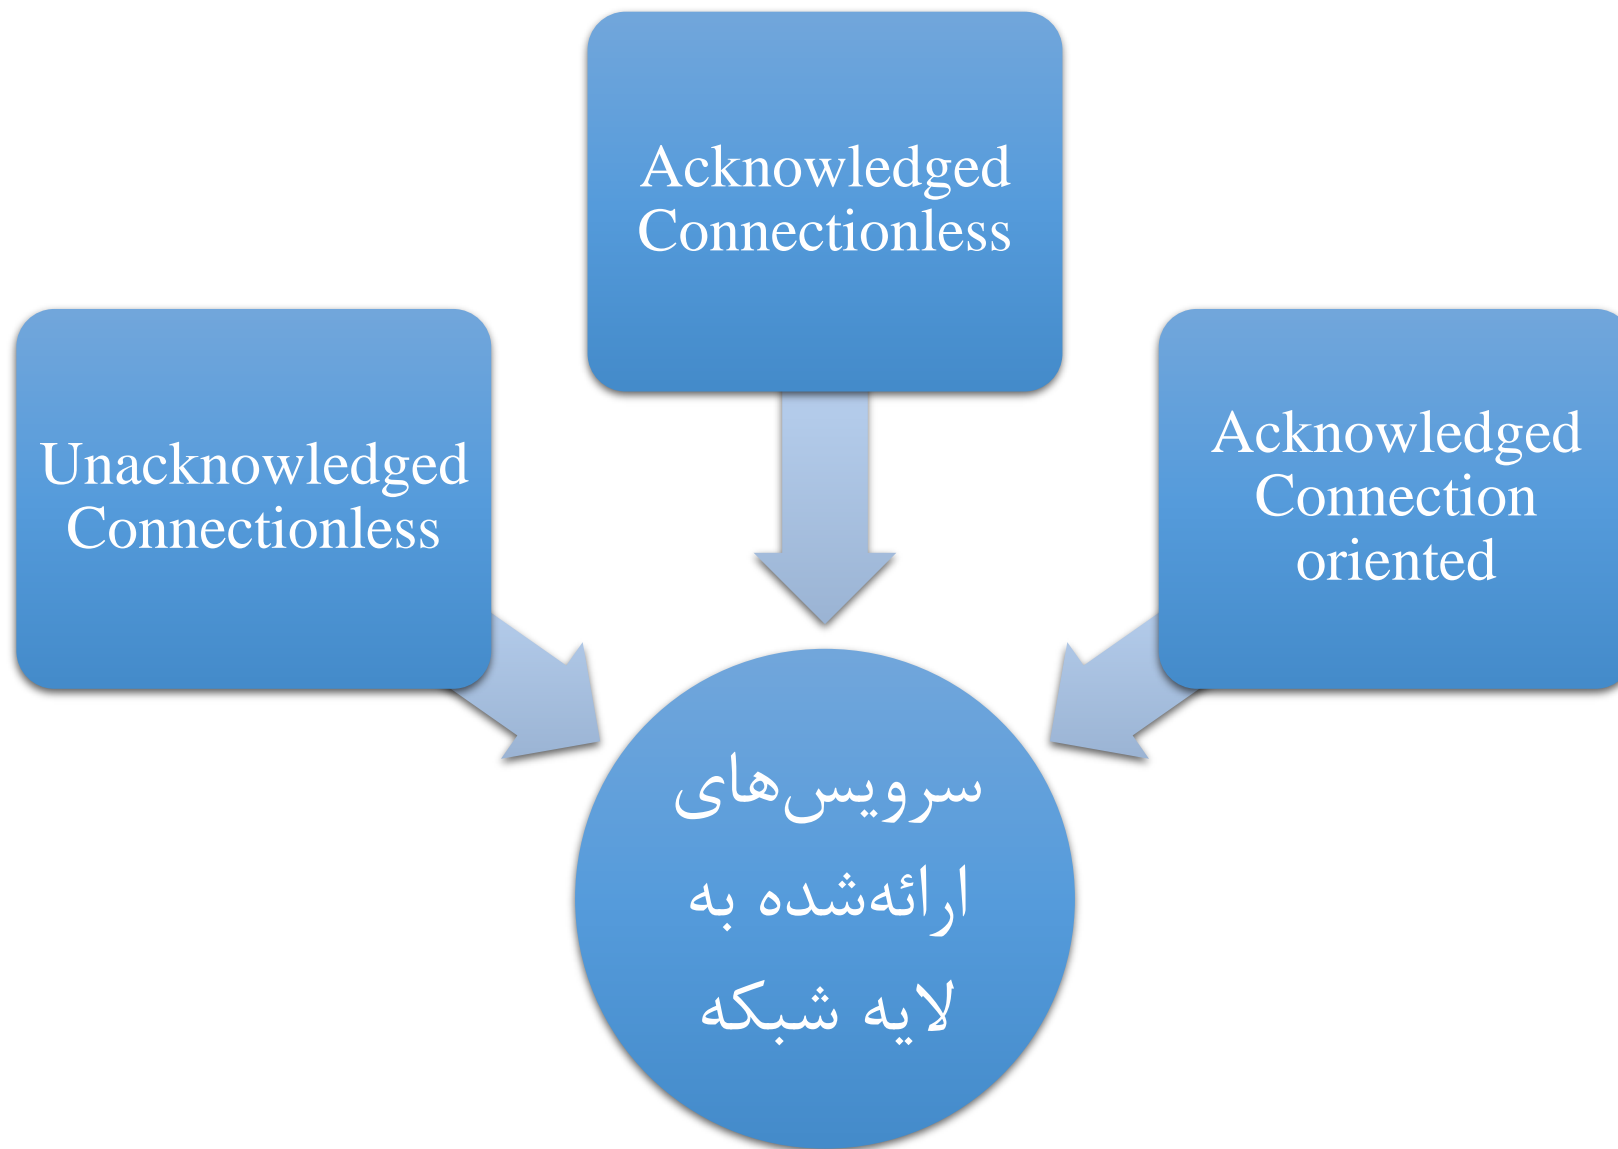 Acknowledged
Connectionless
Unacknowledged
Connectionless
Acknowledged
Connection
oriented
سرویس‌های
ارائه‌شده به
لایه شبکه